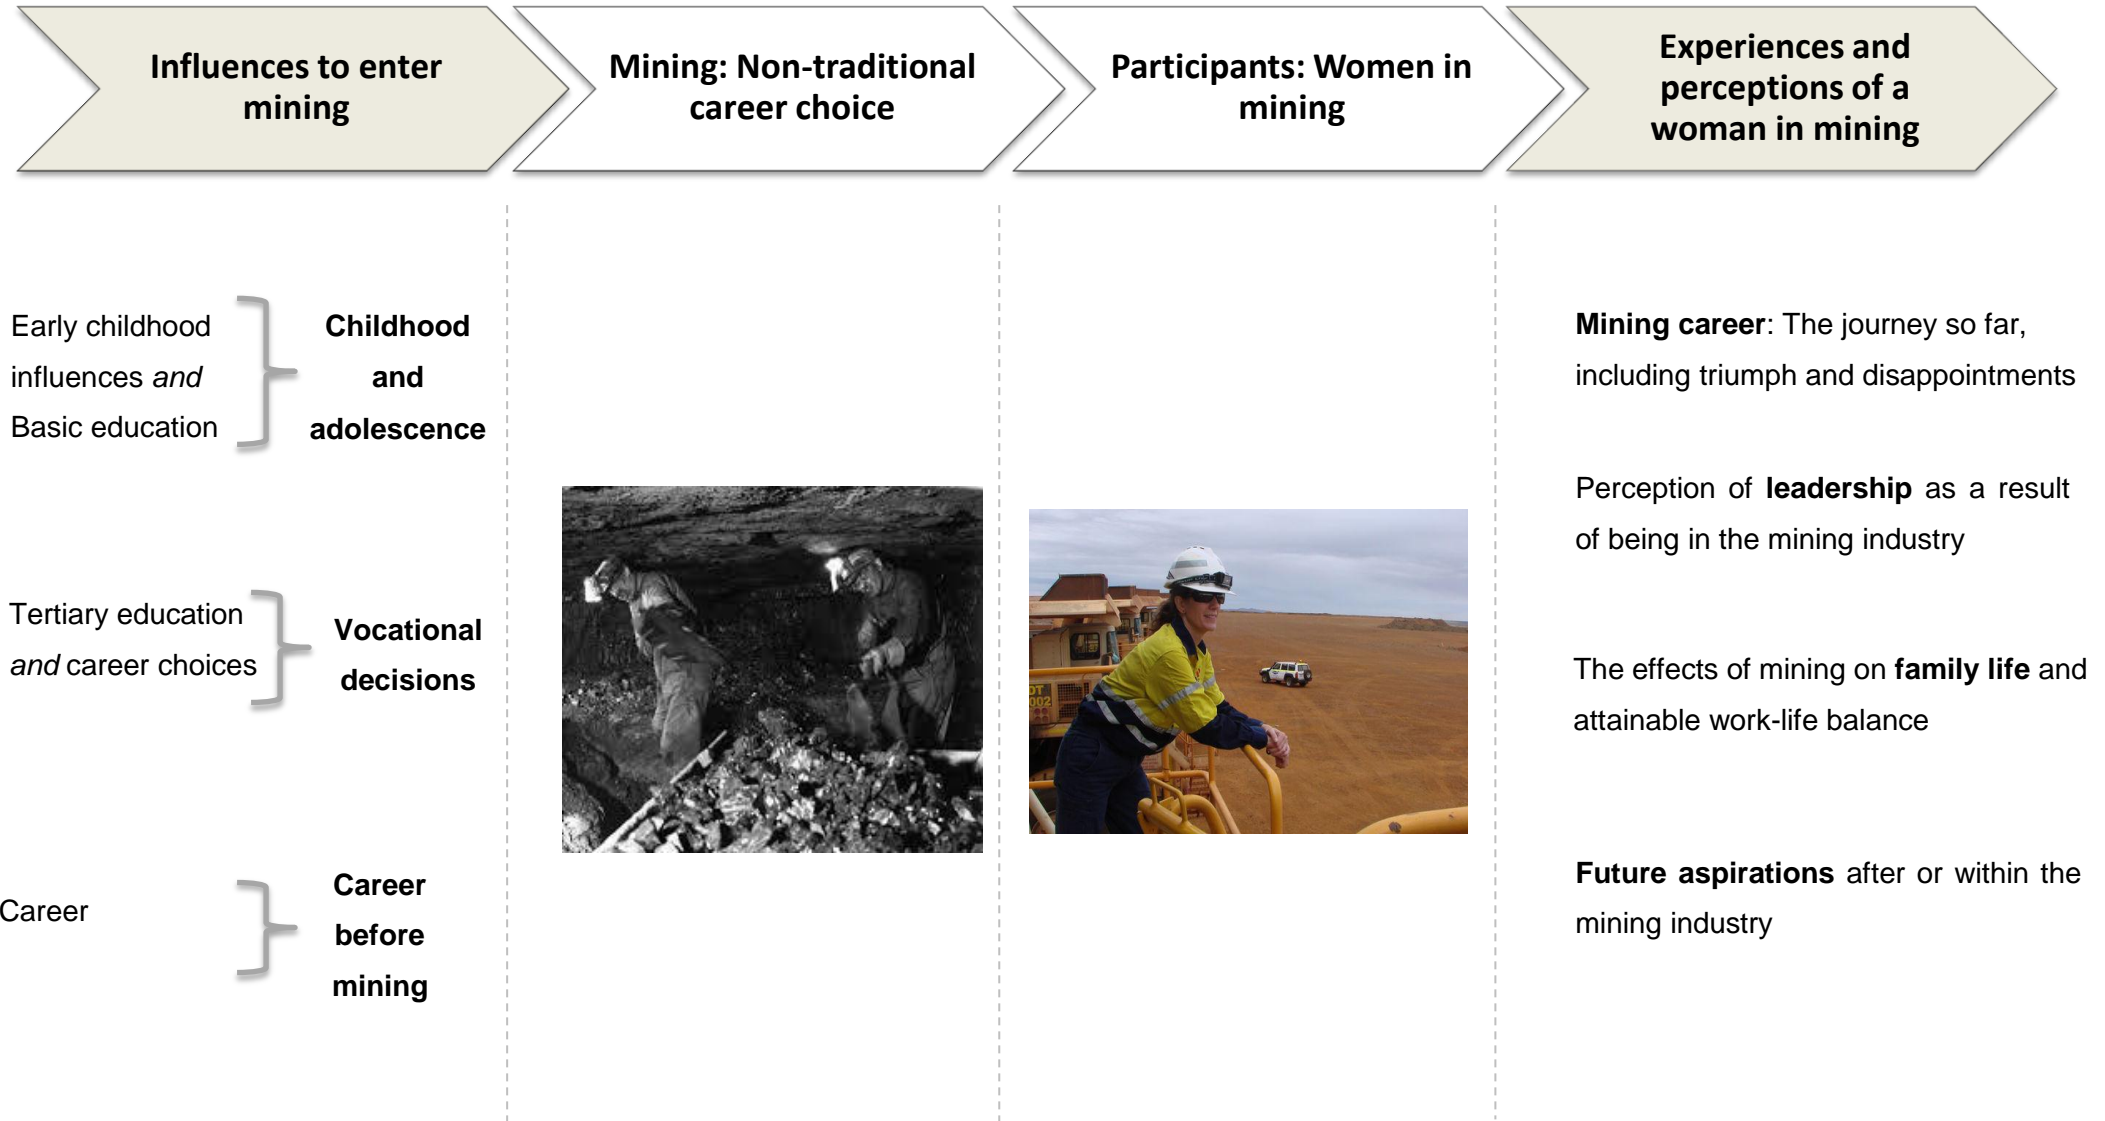 Influences to enter
mining
Mining: Non-traditional
career choice
Participants: Women in
mining
Experiences and
perceptions of a
woman in mining
Early childhood
influences and
Basic education
Childhood
and
adolescence
Tertiary education
and career choices
Vocational
decisions
Career
Career
before
mining
002
Mining career: The journey so far,
including triumph and disappointments
Perception of leadership as a result
of being in the mining industry
The effects of mining on family life and
attainable work-life balance
Future aspirations after or within the
mining industry